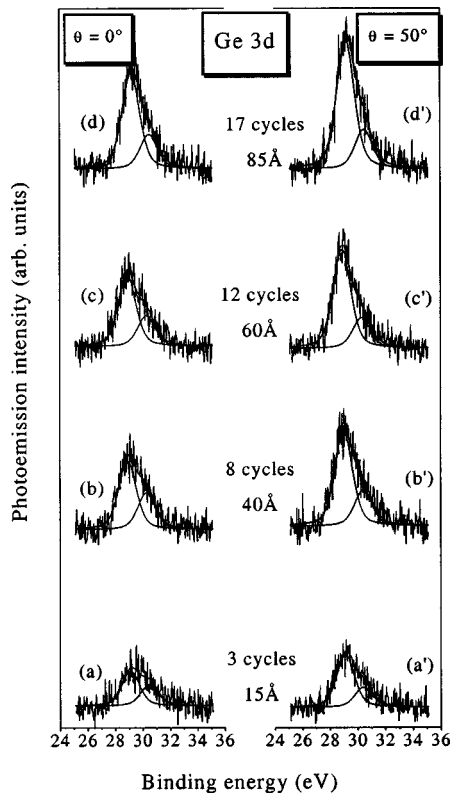 θ = 0°
Ge 3d
θ = 50°
(d)
17 cycles
85Å
(d')
(c)
12 cycles
60Å
(c')
(b)
8 cycles
40Å
(b')
(a)
3 cycles
15Å
(a')
Photoemission intensity (arb. units)
24 26 28 30 32 34 36 24 26 28 30 32 34 36
Binding energy (eV)